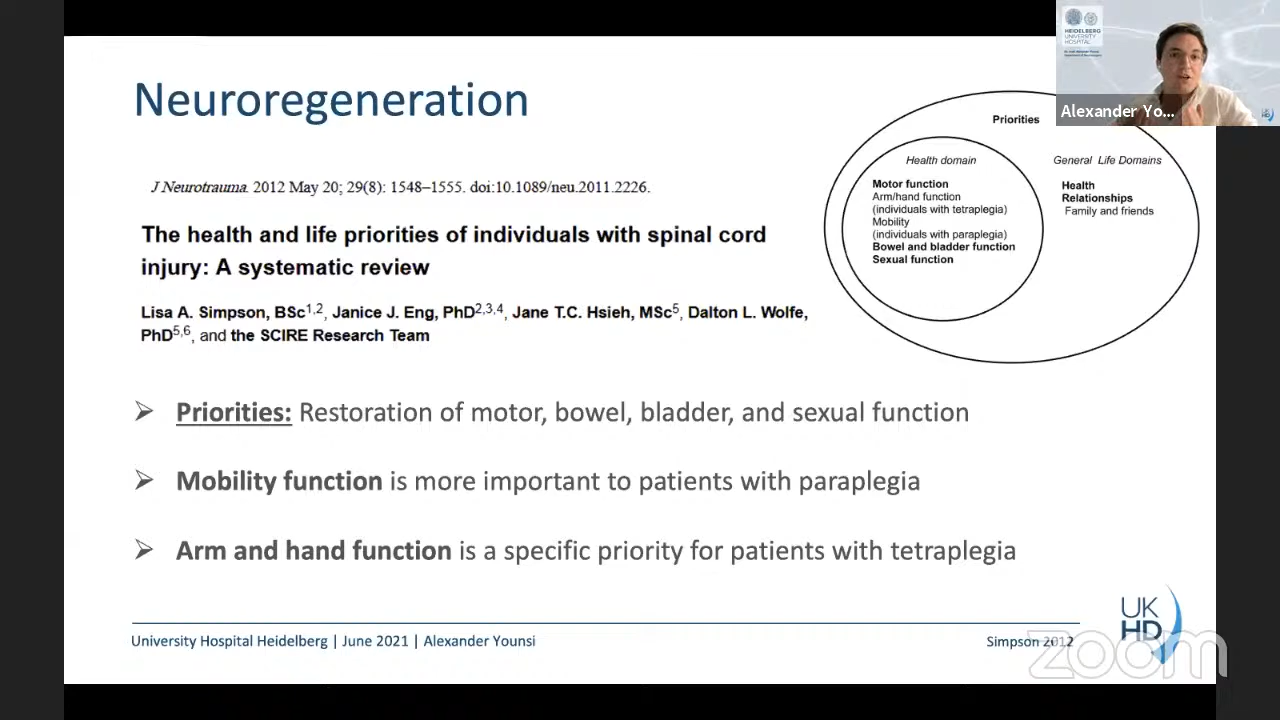 Neuroregeneration
J Neurotrauma. 2012 May 20; 29(8): 1548–1555. doi:10.1089/neu.2011.2226.
The health and life priorities of individuals with spinal cord
injury: A systematic review
Lisa A. Simpson, BSc1,2, Janice J. Eng, PhD2,3,4, Jane T.C. Hsieh, MSc5, Dalton L. Wolfe,
PhD5,6, and the SCIRE Research Team
Priorities
Health domain
Motor function
Arm/hand function
(individuals with tetraplegia)
Mobility
(individuals with paraplegia)
Bowel and bladder function
Sexual function
General Life Domains
Health
Relationships
Family and friends
HEIDELBERG
UNIVERSITY
HOSPITAL
Alexander Yo...
➢ Priorities: Restoration of motor, bowel, bladder, and sexual function
➢ Mobility function is more important to patients with paraplegia
➢ Arm and hand function is a specific priority for patients with tetraplegia
University Hospital Heidelberg | June 2021 | Alexander Younsi
Simpson 2012
UK
HD
zoom